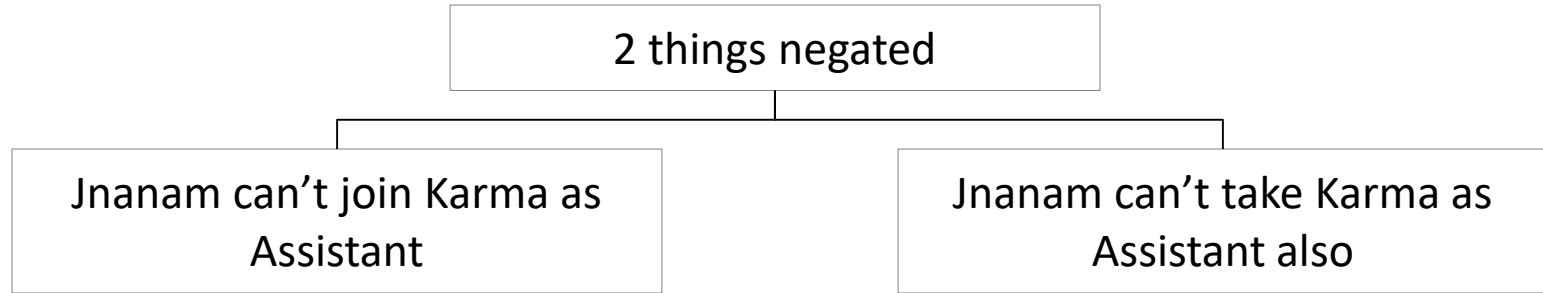 2 things negated
Jnanam can’t join Karma as
Assistant
Jnanam can’t take Karma as
Assistant also